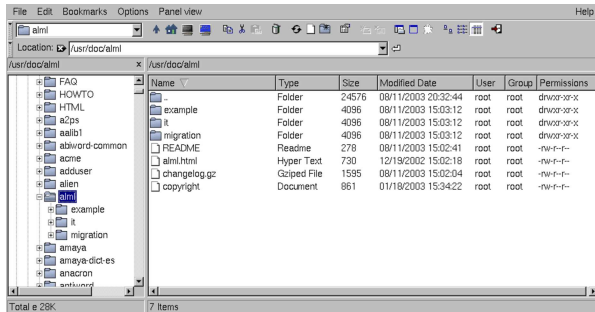 File Edit Bookmarks Options Panel view Help
alml
Location: /usr/doc/alml
/usr/doc/alml x /usr/doc/alml
FAQ
HOWTO
HTML
a2ps
aalib1
abiword-common
acme
adduser
alien
alml
example
it
migration
amaya
amaya-dict-es
anacron
antiword
Name Type Size Modified Date User Group Permissions
.. Folder 24576 08/11/2003 20:32:44 root root drwxr-xr-x
example Folder 4096 08/11/2003 15:03:12 root root drwxr-xr-x
it Folder 4096 08/11/2003 15:03:12 root root drwxr-xr-x
migration Folder 4096 08/11/2003 15:03:12 root root drwxr-xr-x
README Readme 278 08/11/2003 15:02:41 root root -rw-r--r--
alml.html Hyper Text 730 12/19/2002 15:02:18 root root -rw-r--r--
changelog.gz Gziped File 1595 08/11/2003 15:02:04 root root -rw-r--r--
copyright Document 861 01/18/2003 15:34:22 root root -rw-r--r--
Total e 28K 7 Items